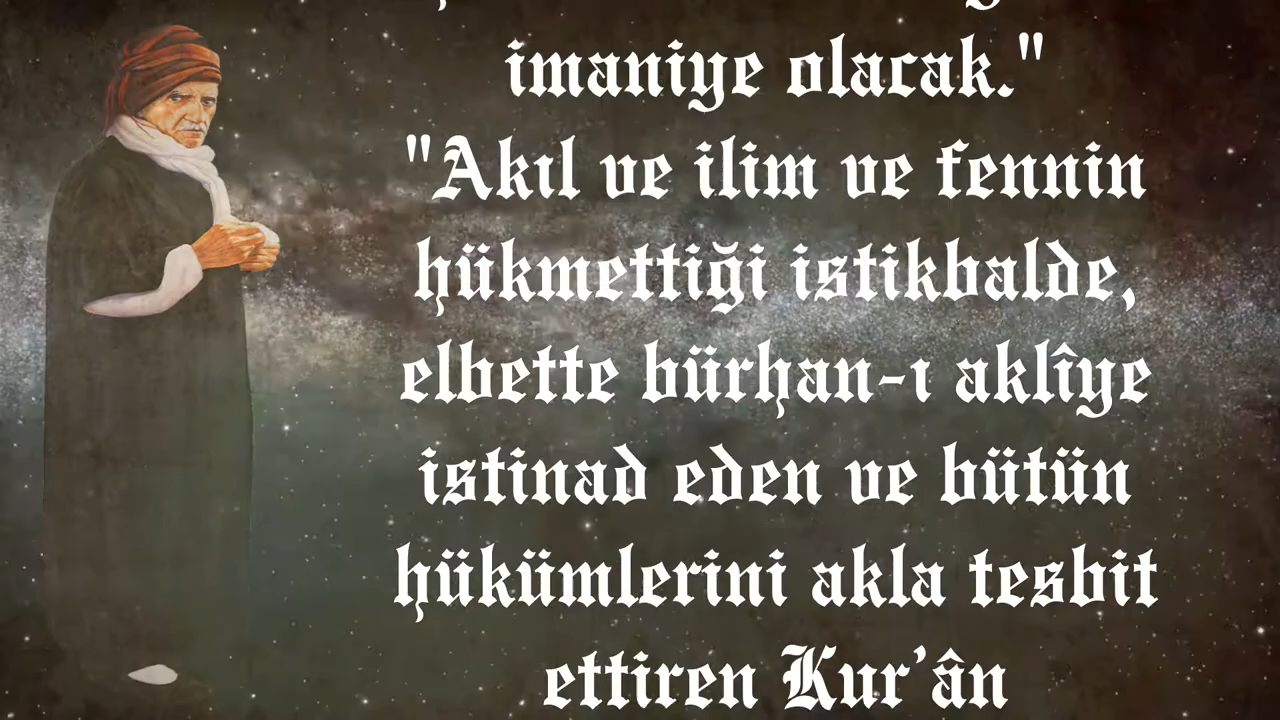 imaniye olacak."
"Akıl ve ilim ve fennin
hükmettiği istikbalde,
elbette bürhan-ı aklîye
istinad eden ve bütün
hükümlerini akla tesbit
ettiren Kur'ân